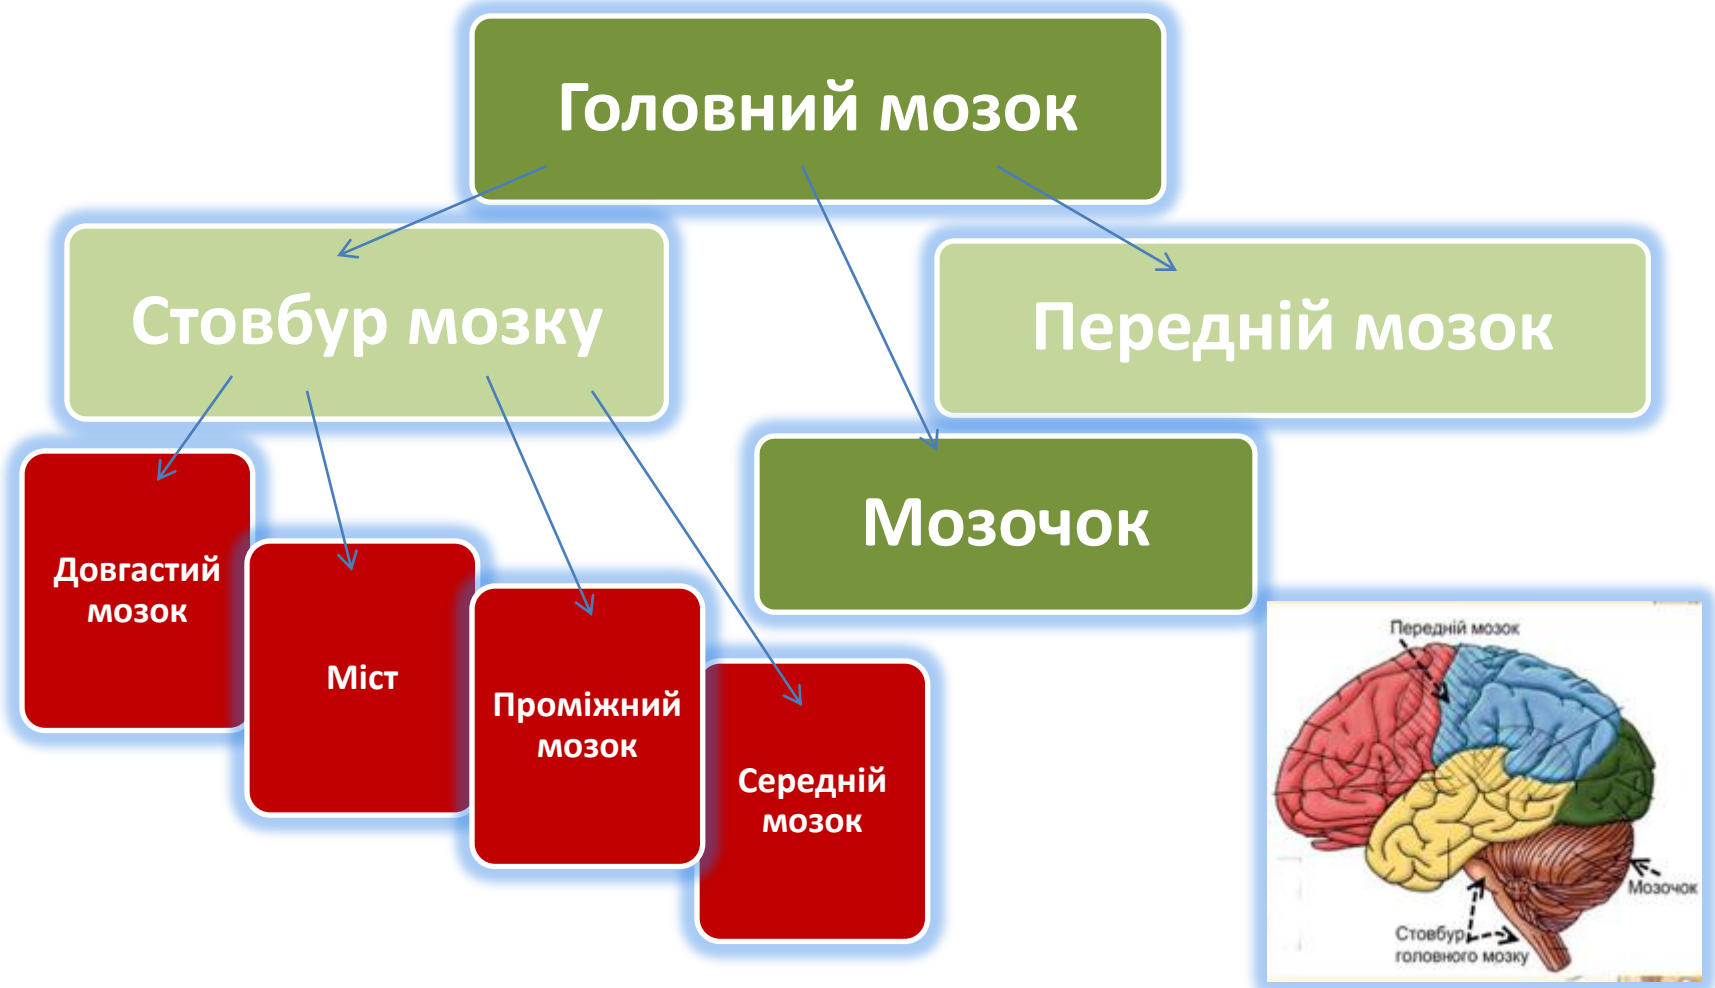 Головний мозок
Стовбур мозку
Передній мозок
Мозочок
Довгастий
мозок
Міст
Проміжний
мозок
Середній
мозок
Передній мозок
Мозочок
Стовбур
головного мозку